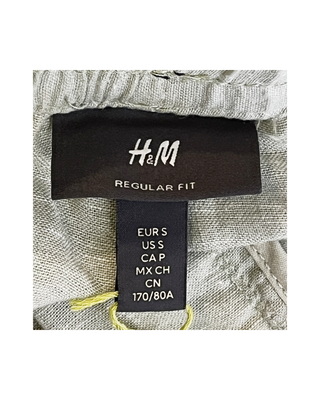 H&M
REGULAR FIT
EUR S
US S
CA P
MX CH
CN
170/80A